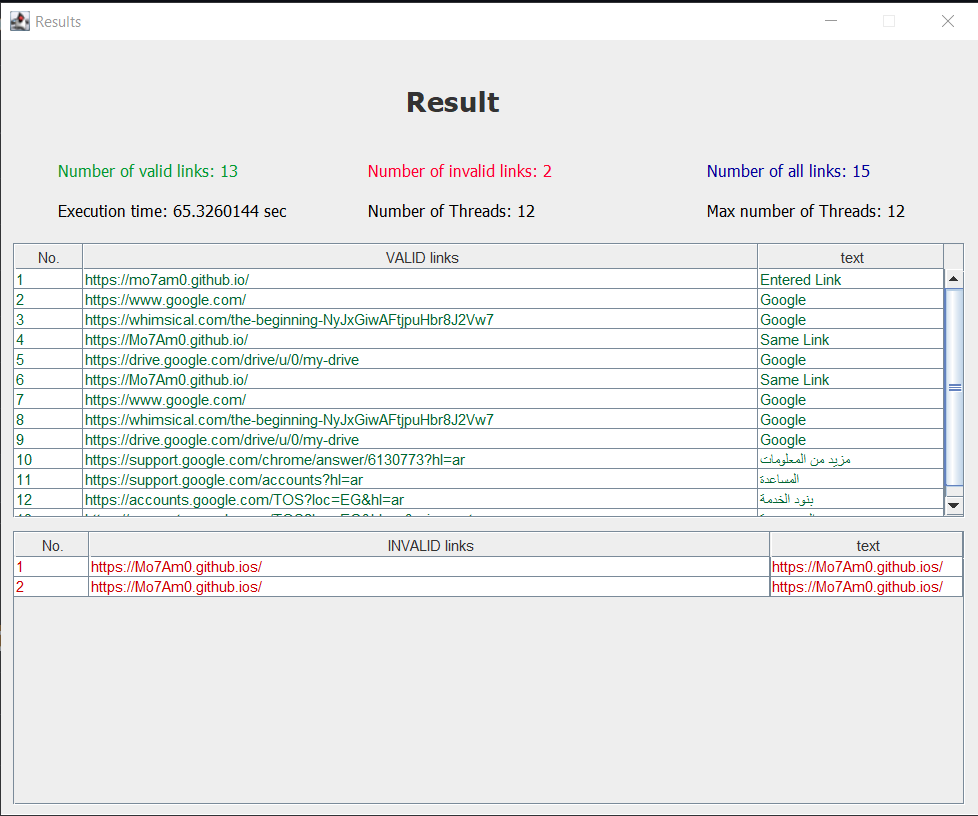 Results
Result
Number of valid links: 13 Number of invalid links: 2 Number of all links: 15
Execution time: 65.3260144 sec Number of Threads: 12 Max number of Threads: 12
No. VALID links text
1 https://mo7am0.github.io/ Entered Link
2 https://www.google.com/ Google
3 https://whimsical.com/the-beginning-NyJxGiwAFtjpuHbr8J2Vw7 Google
4 https://Mo7Am0.github.io/ Same Link
5 https://drive.google.com/drive/u/0/my-drive Google
6 https://Mo7Am0.github.io/ Same Link
7 https://www.google.com/ Google
8 https://whimsical.com/the-beginning-NyJxGiwAFtjpuHbr8J2Vw7 Google
9 https://drive.google.com/drive/u/0/my-drive Google
10 https://support.google.com/chrome/answer/6130773?hl=ar مزيد من المعلومات
11 https://support.google.com/accounts?hl=ar المساعدة
12 https://accounts.google.com/TOS?loc=EG&hl=ar بنود الخدمة
No. INVALID links text
1 https://Mo7Am0.github.ios/ https://Mo7Am0.github.ios/
2 https://Mo7Am0.github.ios/ https://Mo7Am0.github.ios/